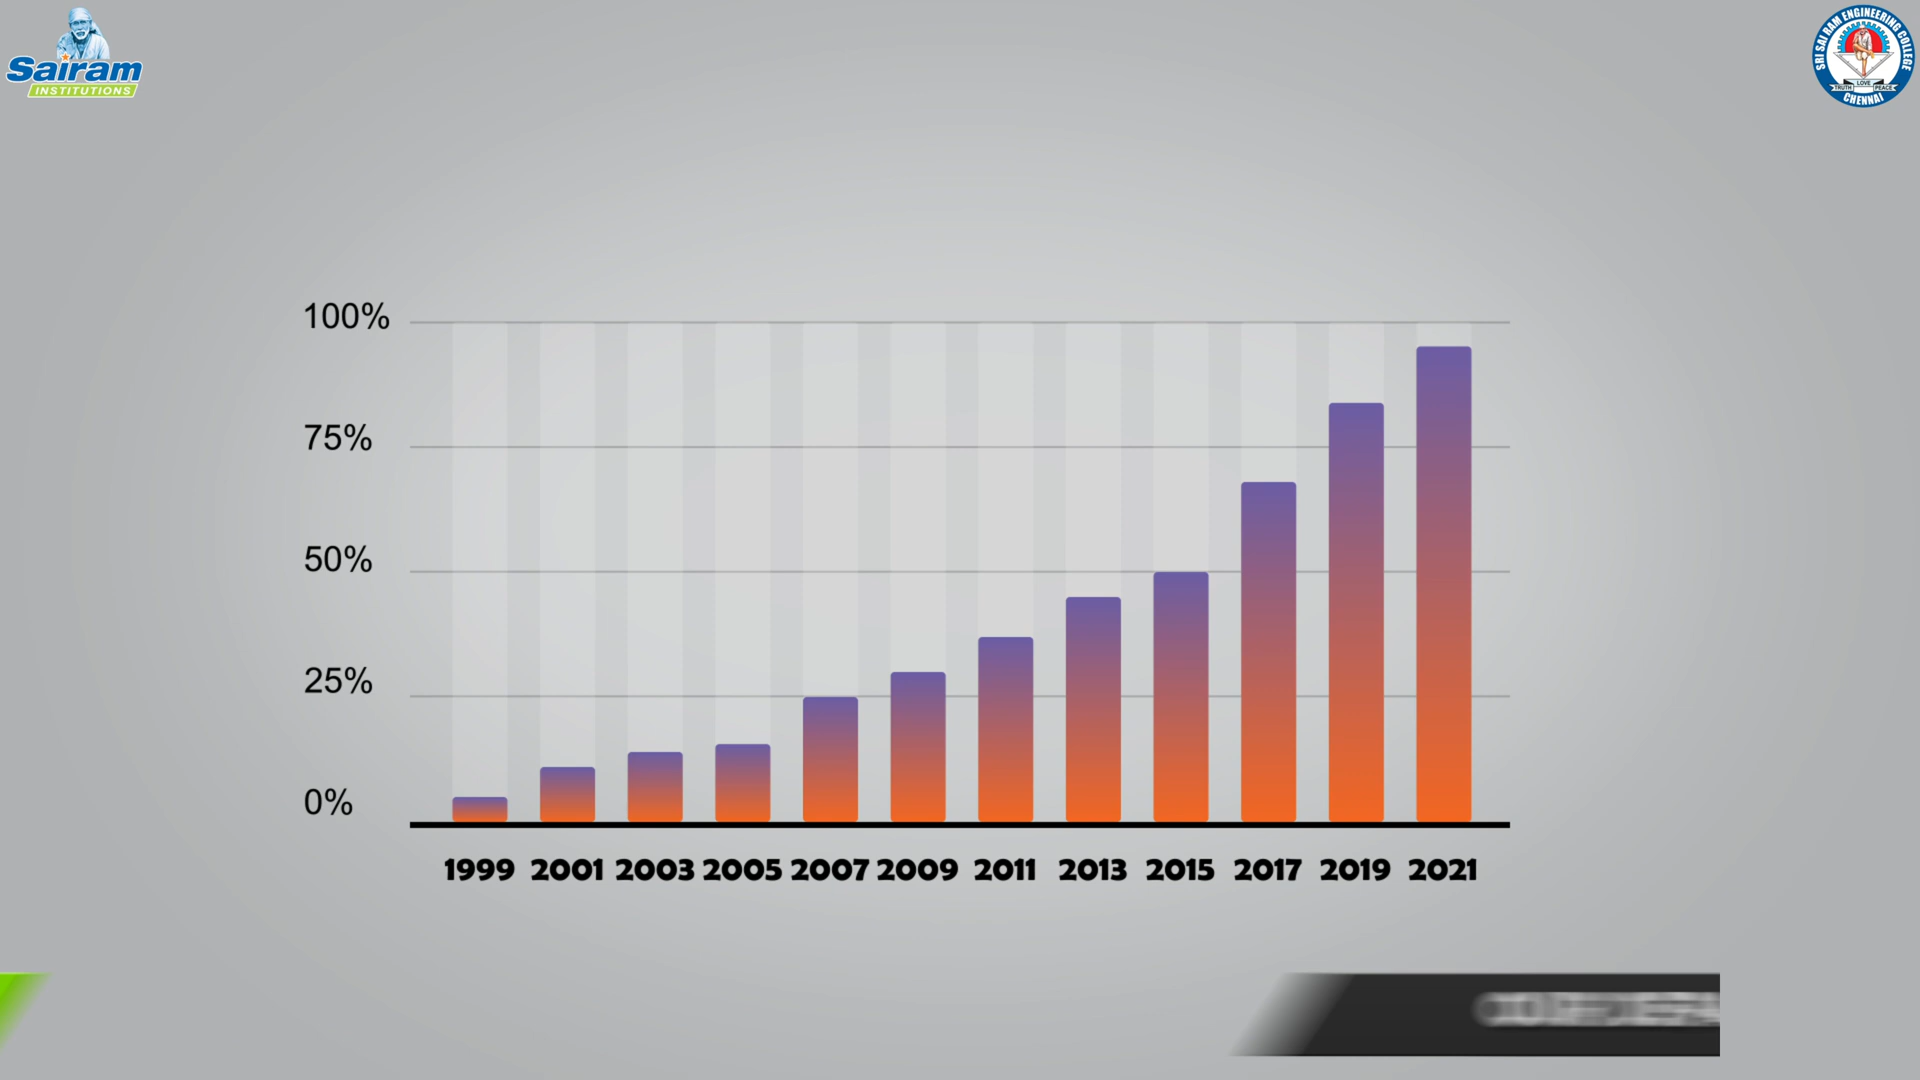 Sairam
INSTITUTIONS
SRI SAI RAM ENGINEERING COLLEGE
LOVE
TRUTH PEACE
CHENNAI
100%
75%
50%
25%
0%
1999 2001 2003 2005 2007 2009 2011 2013 2015 2017 2019 2021